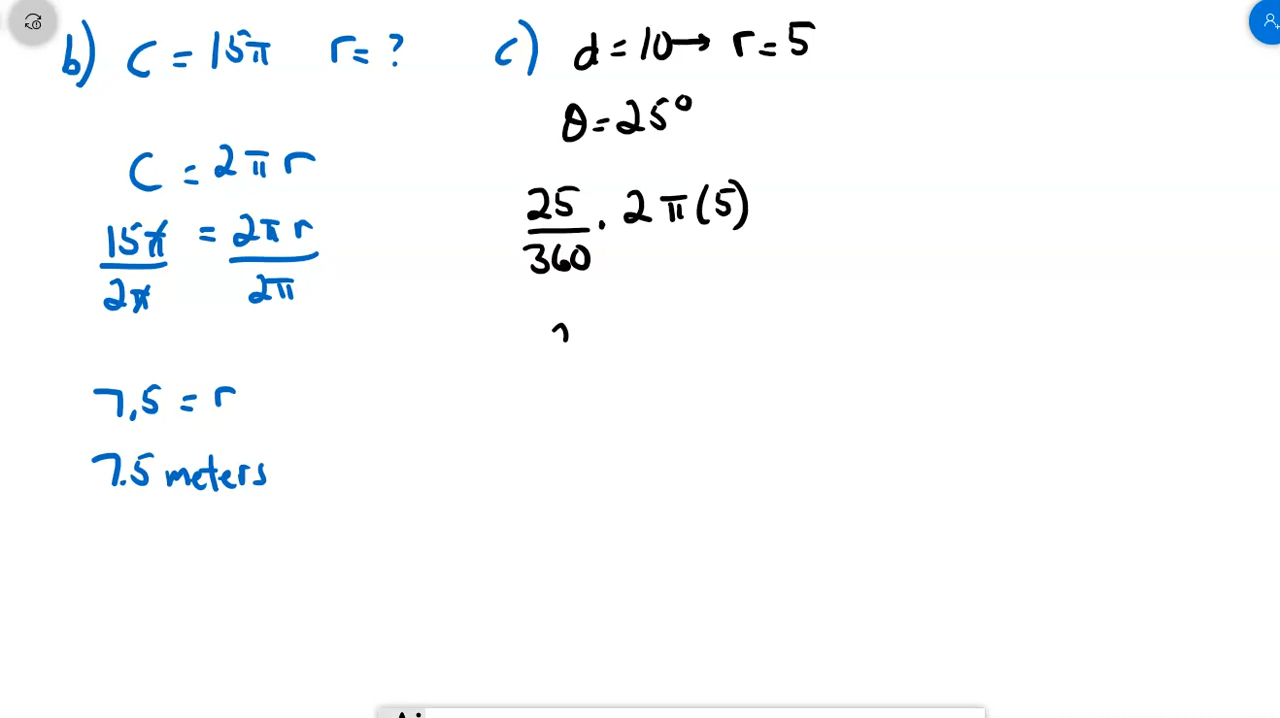 b) C = 15π r = ?
C = 2πr
15π/2π = 2πr/2π
7.5 = r
7.5 meters
c) d = 10 → r = 5
θ = 25°
25/360 · 2π(5)